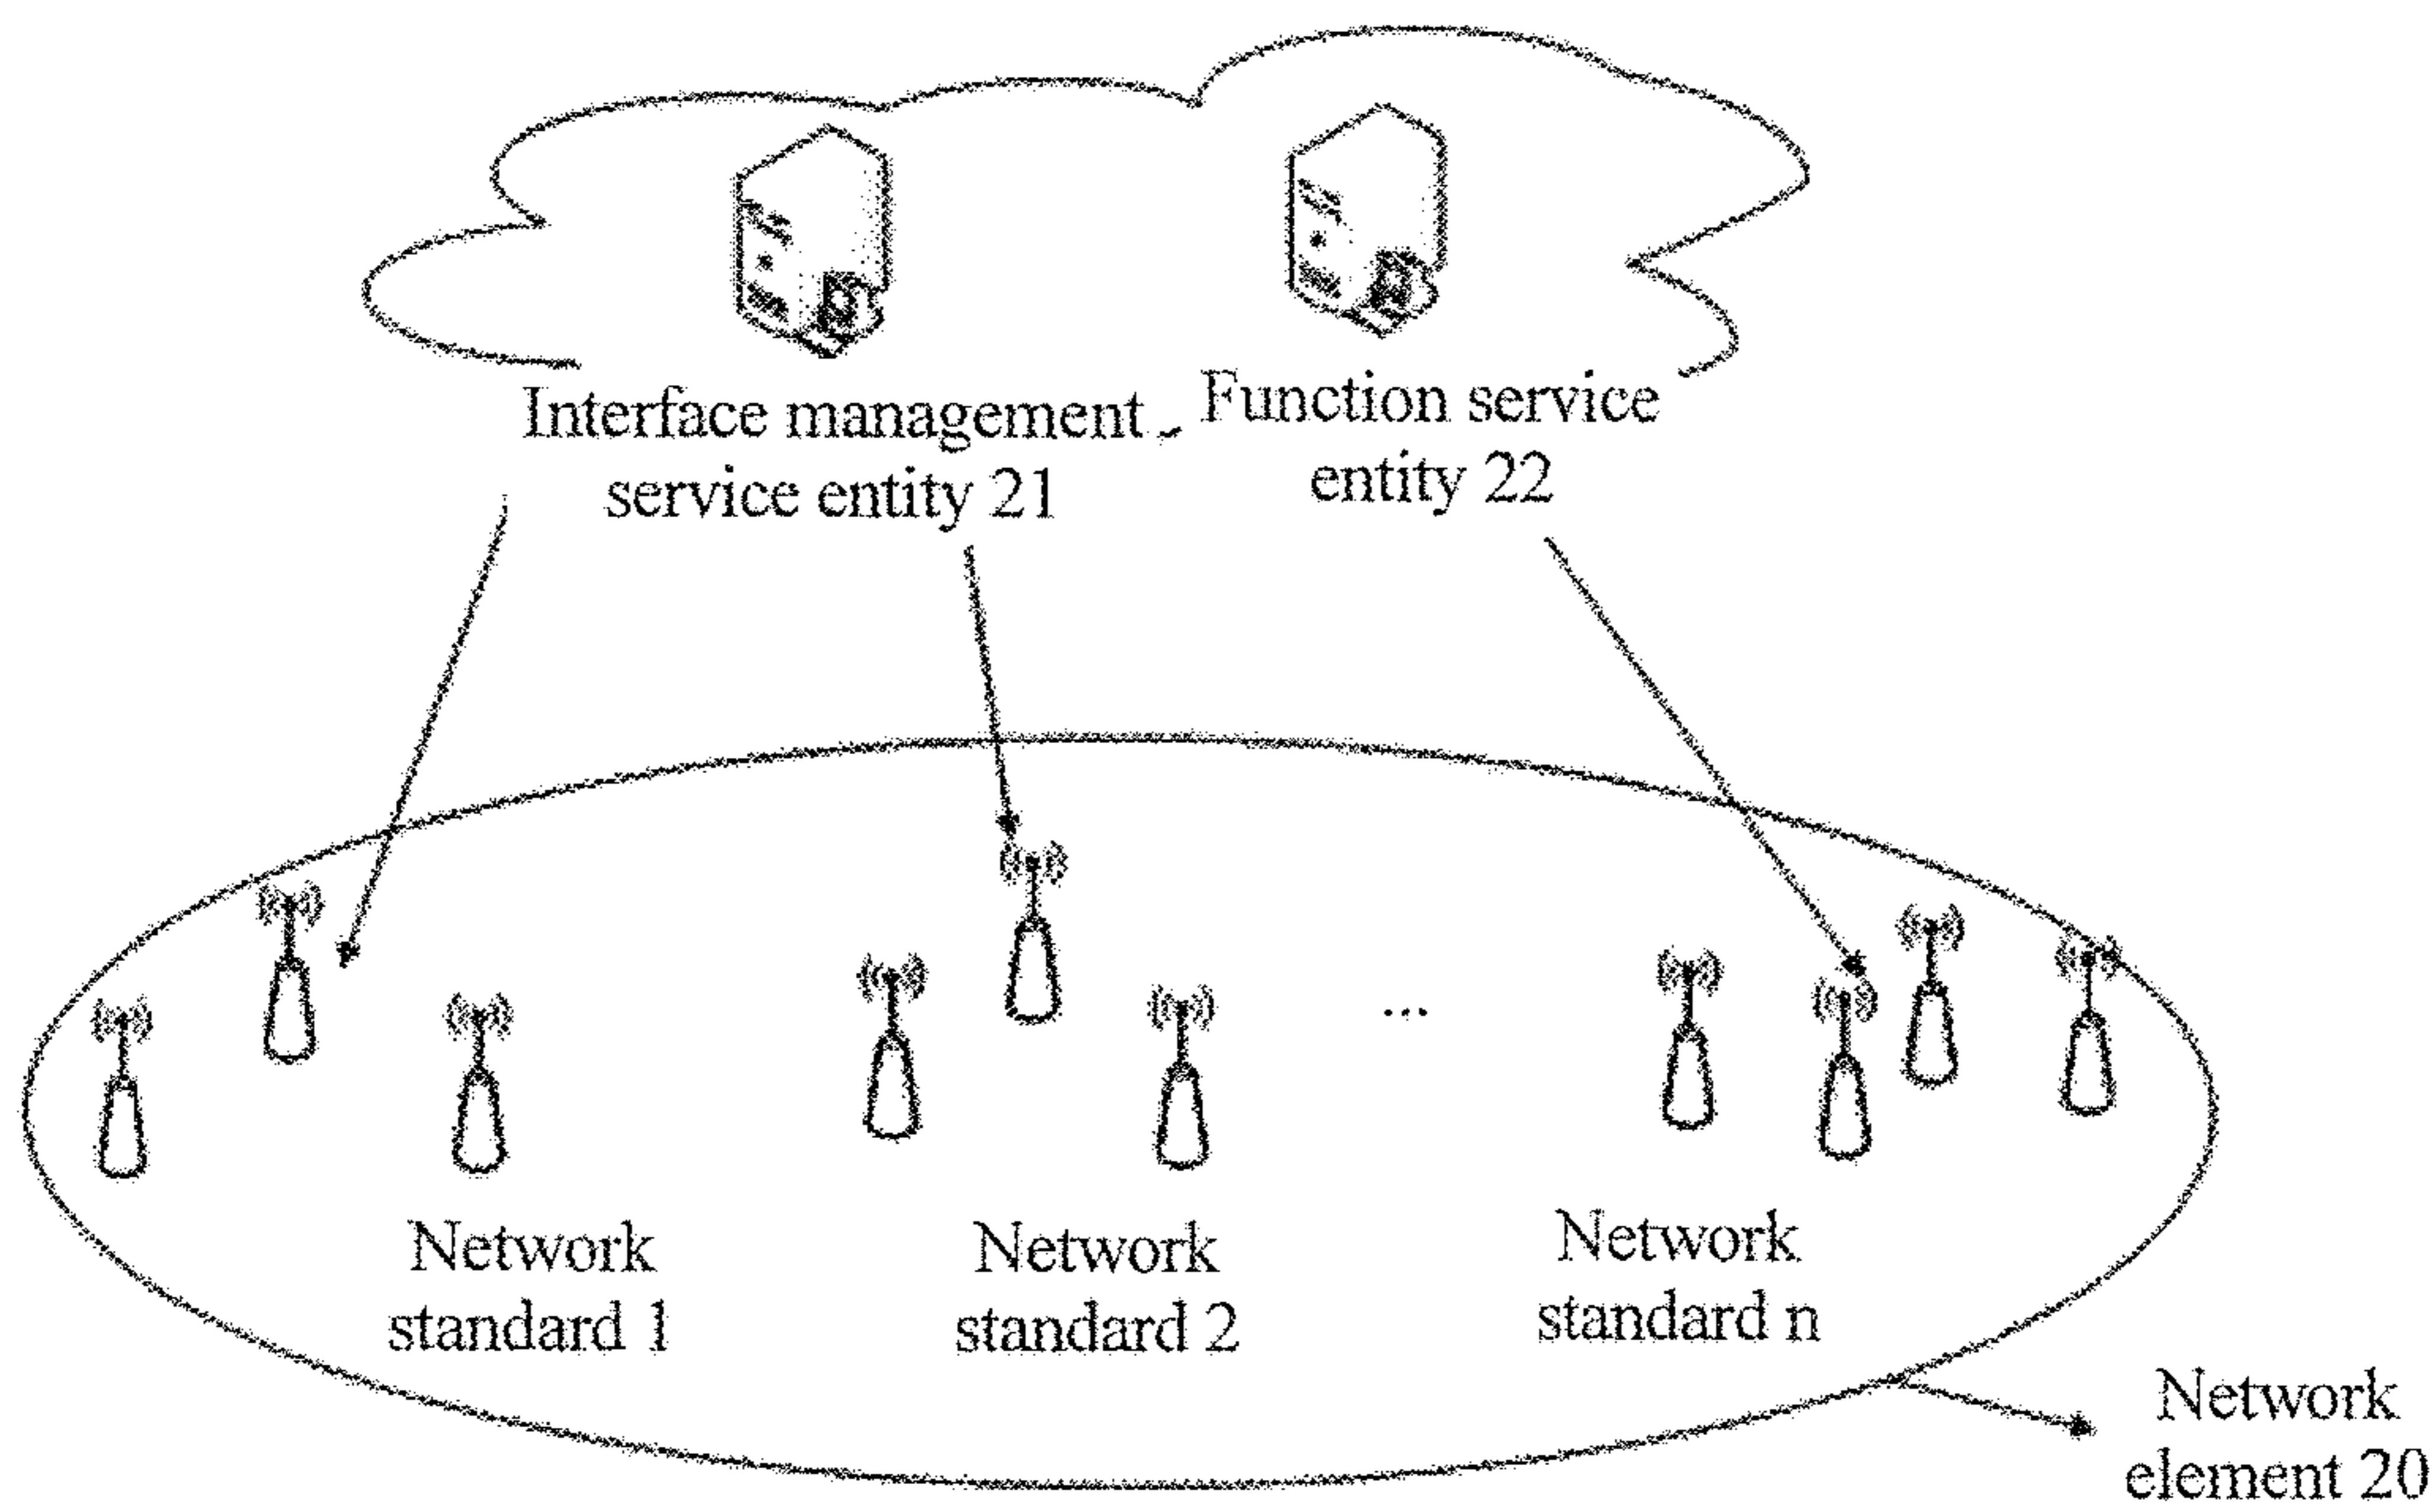 Interface management
service entity 21
Function service
entity 22
...
Network
standard 1
Network
standard 2
Network
standard n
Network
element 20